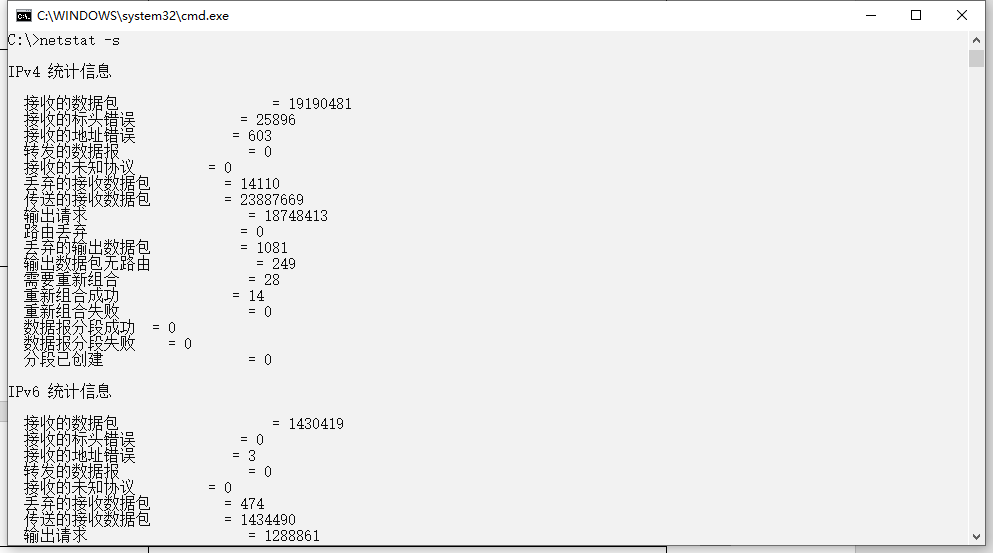 C:\WINDOWS\system32\cmd.exe
C:\>netstat -s
IPv4 统计信息
接收的数据包 = 19190481
接收的标头错误 = 25896
接收的地址错误 = 603
转发的数据报 = 0
接收的未知协议 = 0
丢弃的接收数据包 = 14110
传送的接收数据包 = 23887669
输出请求 = 18748413
路由丢弃 = 0
丢弃的输出数据包 = 1081
输出数据包无路由 = 249
需要重新组合 = 28
重新组合成功 = 14
重新组合失败 = 0
数据报分段成功 = 0
数据报分段失败 = 0
分段已创建 = 0
IPv6 统计信息
接收的数据包 = 1430419
接收的标头错误 = 0
接收的地址错误 = 3
转发的数据报 = 0
接收的未知协议 = 0
丢弃的接收数据包 = 474
传送的接收数据包 = 1434490
输出请求 = 1288861